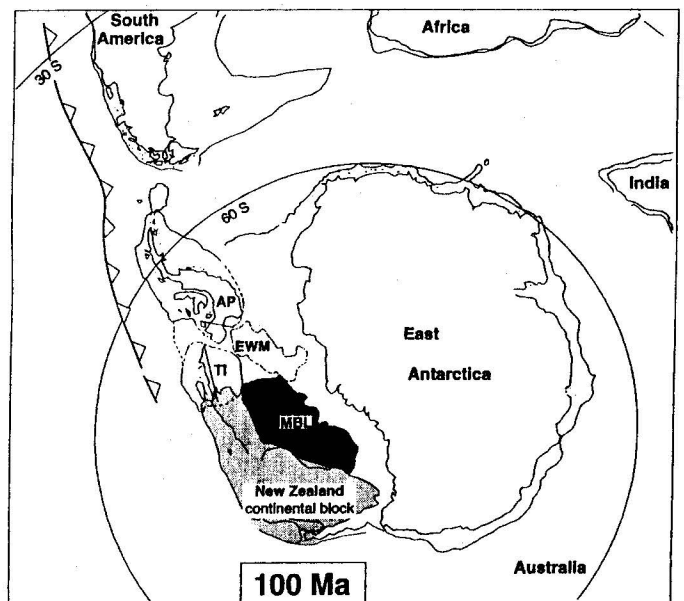 South
America
Africa
30 S
India
60 S
AP
EWM
East
Antarctica
TI
MBL
New Zealand
continental block
Australia
100 Ma